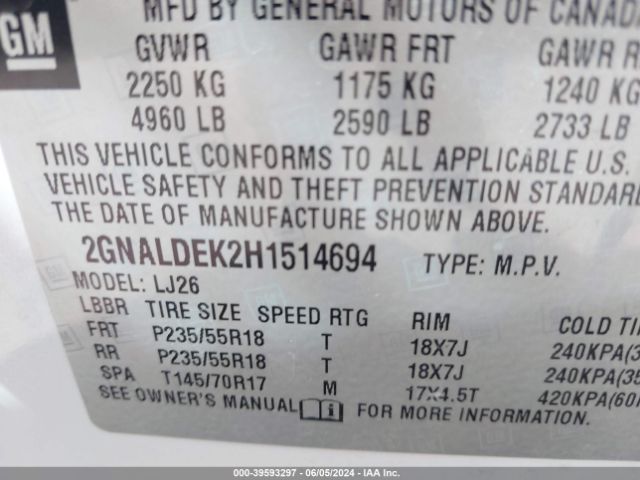 GM
MFD BY GENERAL MOTORS OF CANADA
GVWR GAWR FRT GAWR R
2250 KG 1175 KG 1240 KG
4960 LB 2590 LB 2733 LB
THIS VEHICLE CONFORMS TO ALL APPLICABLE U.S.
VEHICLE SAFETY AND THEFT PREVENTION STANDARD
THE DATE OF MANUFACTURE SHOWN ABOVE.
2GNALDEK2H1514694 TYPE: M.P.V.
MODEL: LJ26
LBBR TIRE SIZE SPEED RTG RIM COLD TI
FRT P235/55R18 T 18X7J 240KPA(3
RR P235/55R18 T 18X7J 240KPA(35
SPA T145/70R17 M 17X4.5T 420KPA(60
SEE OWNER'S MANUAL i FOR MORE INFORMATION.
000-39593297 - 06/05/2024 - IAA Inc.